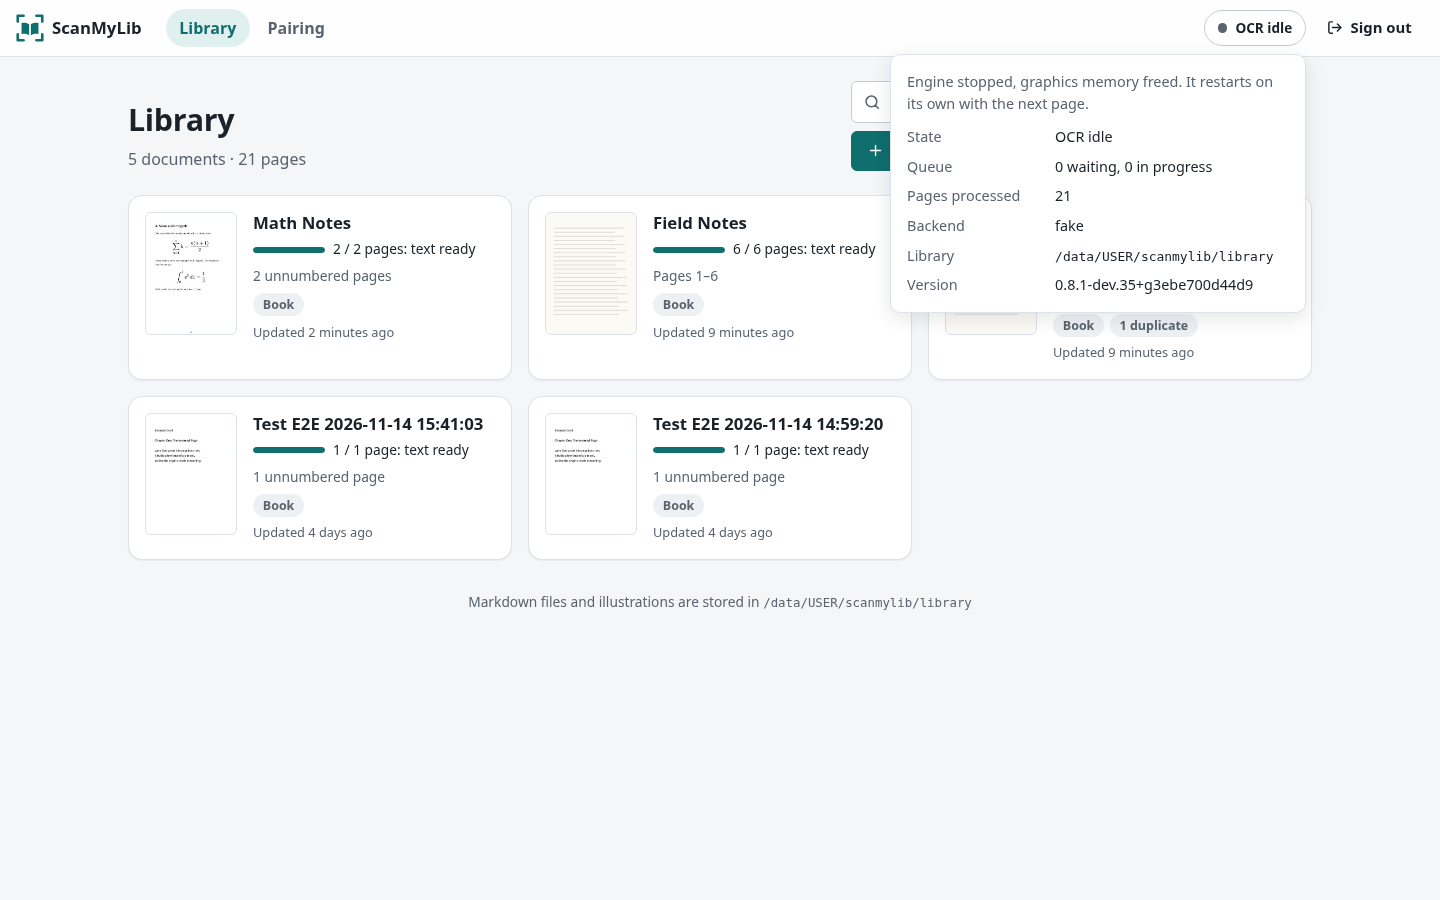 ScanMyLib
Library
Pairing
OCR idle
Sign out
Engine stopped, graphics memory freed. It restarts on
its own with the next page.
State OCR idle
Queue 0 waiting, 0 in progress
Pages processed 21
Backend fake
Library /data/USER/scanmylib/library
Version 0.8.1-dev.35+g3ebe700d44d9
Library
5 documents · 21 pages
Math Notes
2 / 2 pages: text ready
2 unnumbered pages
Book
Updated 2 minutes ago
Field Notes
6 / 6 pages: text ready
Pages 1–6
Book
Updated 9 minutes ago
Book
1 duplicate
Updated 9 minutes ago
Test E2E 2026-11-14 15:41:03
1 / 1 page: text ready
1 unnumbered page
Book
Updated 4 days ago
Test E2E 2026-11-14 14:59:20
1 / 1 page: text ready
1 unnumbered page
Book
Updated 4 days ago
Markdown files and illustrations are stored in /data/USER/scanmylib/library